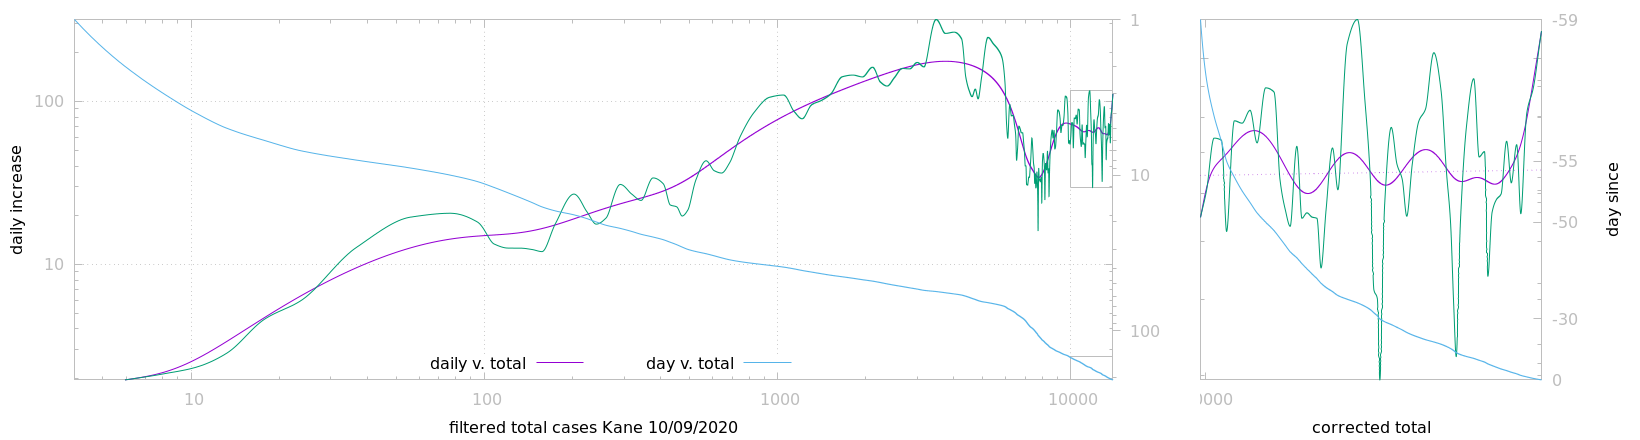 daily increase
100
10
daily v. total
day v. total
10
100
1000
10000
filtered total cases Kane 10/09/2020
1
10
100
day since
-59
-55
-50
-30
0
0000
corrected total